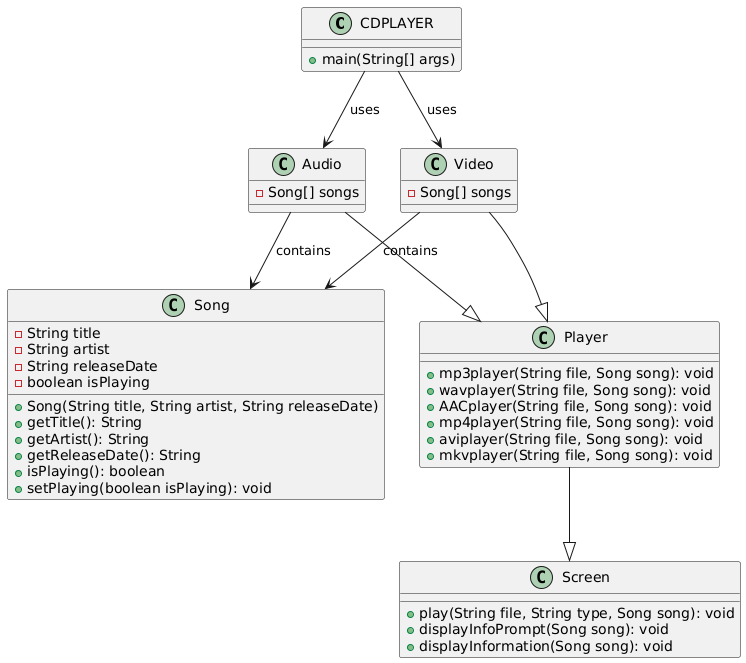 C CDPLAYER
main(String[] args)
uses
uses
C Audio
Song[] songs
C Video
Song[] songs
contains
contains
C Song
String title
String artist
String releaseDate
boolean isPlaying
Song(String title, String artist, String releaseDate)
getTitle(): String
getArtist(): String
getReleaseDate(): String
isPlaying(): boolean
setPlaying(boolean isPlaying): void
C Player
mp3player(String file, Song song): void
wavplayer(String file, Song song): void
AACplayer(String file, Song song): void
mp4player(String file, Song song): void
aviplayer(String file, Song song): void
mkvplayer(String file, Song song): void
C Screen
play(String file, String type, Song song): void
displayInfoPrompt(Song song): void
displayInformation(Song song): void